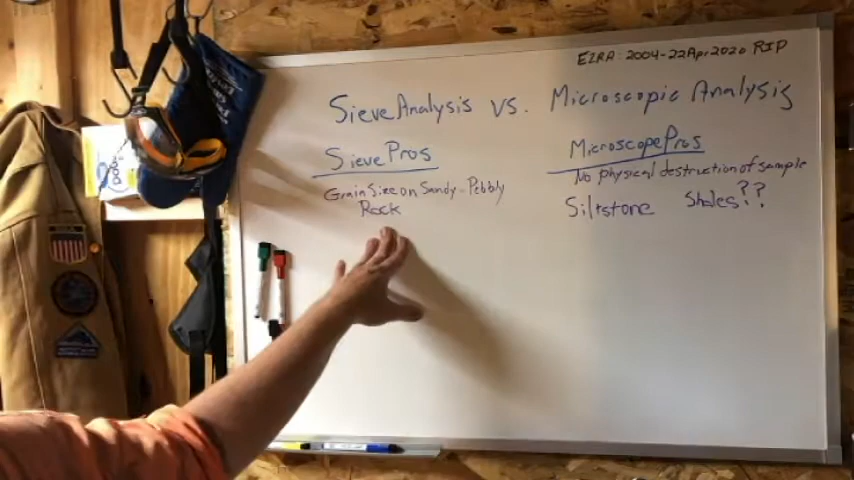 EZRA: 2004-22Apr2020 RIP
Sieve Analysis vs. Microscopic Analysis
Sieve Pros
Grain Size on Sandy - Pebbly
Rock
Microscope Pros
No physical destruction of sample
Siltstone Shales??